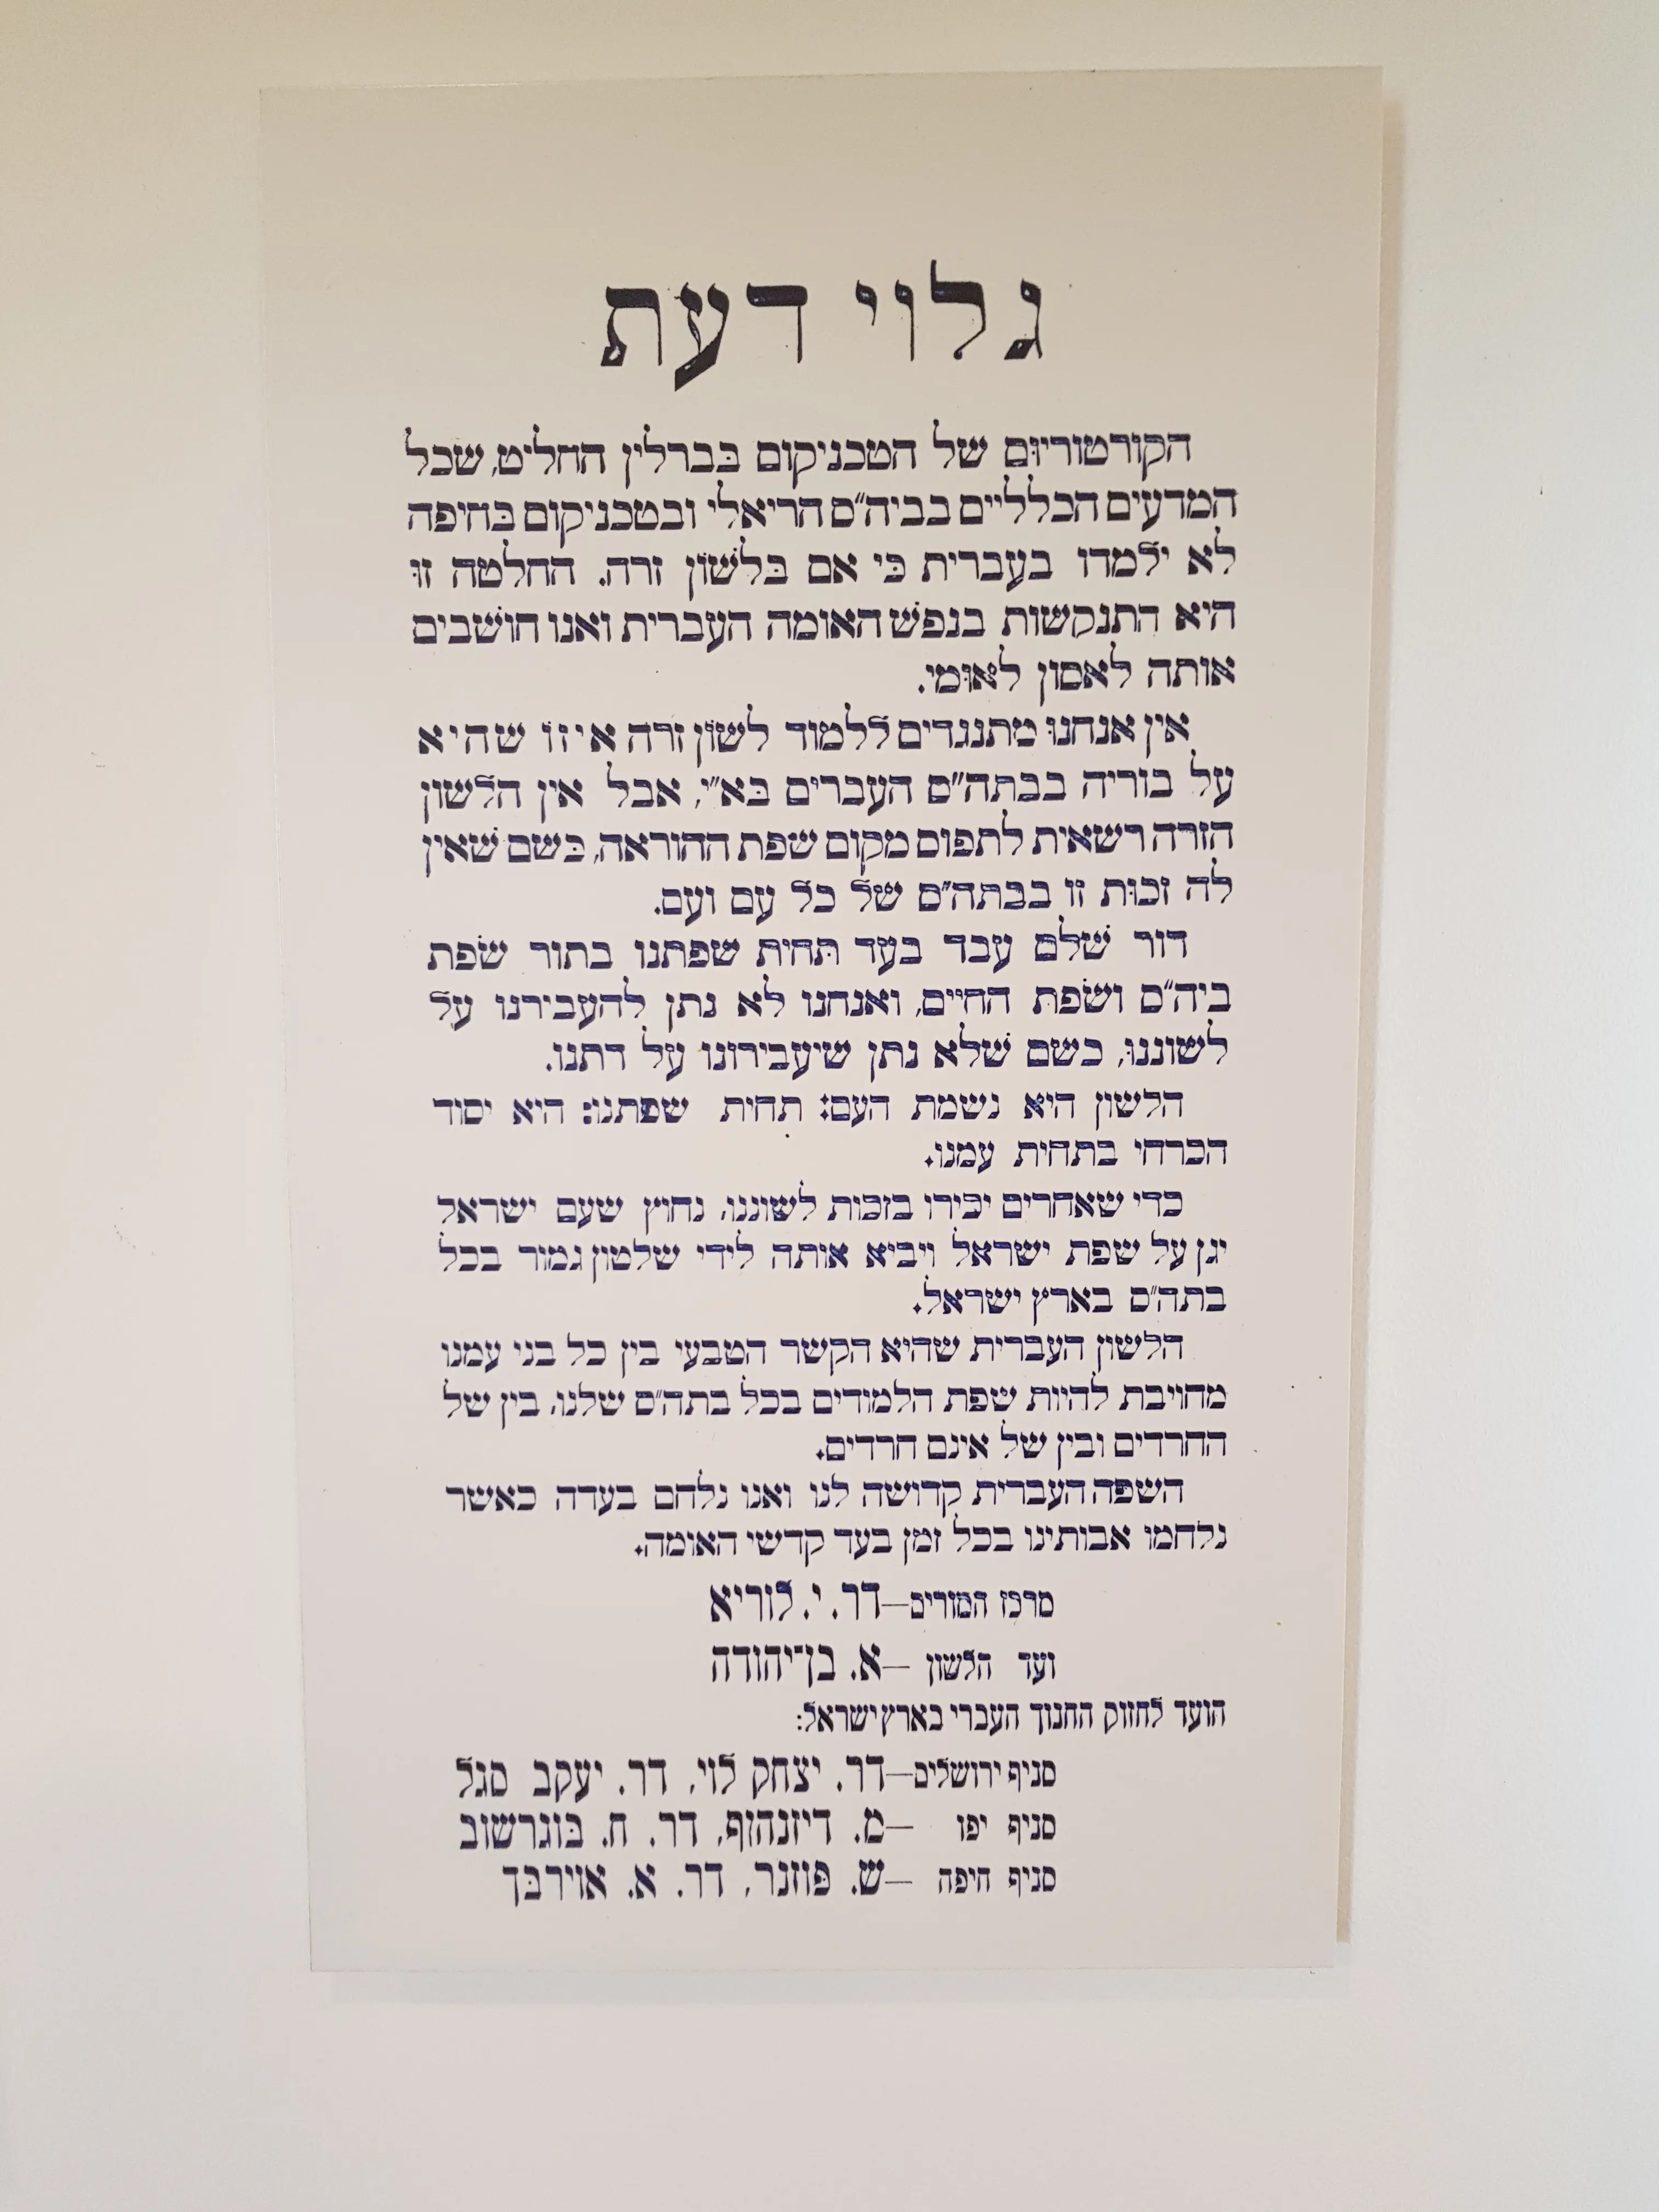 גלוי דעת
הקורטוריום של הטכניקום בברלין החליט, שכל
המדעים הכלליים בביה״ס הריאלי ובטכניקום בחיפה
לא ילמדו בעברית כי אם בלשון זרה. החלטה זו
היא התנקשות בנפש האומה העברית ואנו חושבים
אותה לאסון לאומי.
אין אנחנו מתנגדים ללמוד לשון זרה איזו שהיא
על בוריה בבתה״ס העברים בא״י, אבל אין הלשון
הזרה רשאית לתפוס מקום שפת ההוראה, כשם שאין
לה זכות זו בבתה״ס של כל עם ועם.
דור שלם עבד בעד תחית שפתנו בתור שפת
ביה״ס ושפת החיים, ואנחנו לא נתן להעבירנו על
לשוננו, כשם שלא נתן שיעבירונו על דתנו.
הלשון היא נשמת העם: תחית שפתנו: היא יסוד
הכרחי בתחית עמנו.
כדי שאחרים יכירו בזכות לשוננו, נחוץ שעם ישראל
יגן על שפת ישראל ויביא אותה לידי שלטון גמור בכל
בתה״ס בארץ ישראל.
הלשון העברית שהיא הקשר הטבעי בין כל בני עמנו
מחויבת להיות שפת הלמודים בכל בתה״ס שלנו, בין של
החרדים ובין של אינם חרדים.
השפה העברית קדושה לנו ואנו נלחם בעדה כאשר
נלחמו אבותינו בכל זמן בעד קדשי האומה.
מרכז המורים—דר. י. לוריא
ועד הלשון —א. בן־יהודה
הועד לחזוק החנוך העברי בארץ ישראל:
סניף ירושלים—דר. יצחק לוי, דר. יעקב סגל
סניף יפו —מ. דיזנהוף, דר. ח. בוגרשוב
סניף חיפה —ש. פוזנר, דר. א. אוירבך